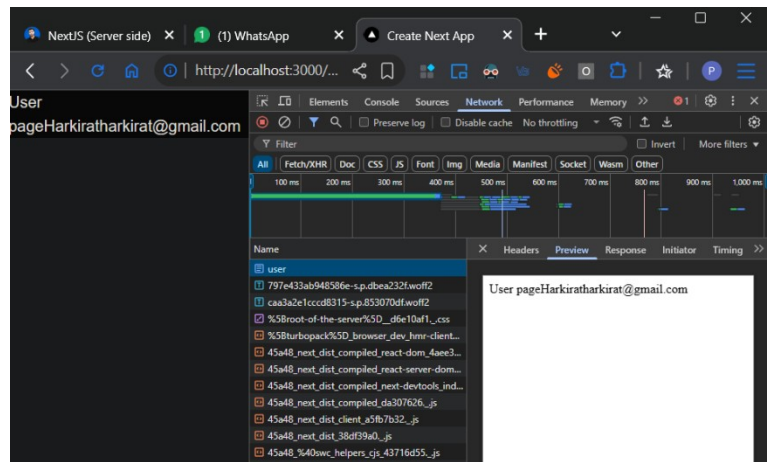 NextJS (Server side)
1 (1) WhatsApp
Create Next App
http://localhost:3000/...
O
P
User
pageHarkiratharkirat@gmail.com
Elements Console Sources Network Performance Memory 1
Preserve log Disable cache No throttling
Filter Invert More filters
All Fetch/XHR Doc CSS JS Font Img Media Manifest Socket Wasm Other
100 ms 200 ms 300 ms 400 ms 500 ms 600 ms 700 ms 800 ms 900 ms 1,000 ms
Name
Headers Preview Response Initiator Timing
user
797e433ab948586e-s.p.dbea232f.woff2
caa3a2e1cccd8315-s.p.853070df.woff2
%5Broot-of-the-server%5D__d6e10af1._.css
%5Bturbopack%5D_browser_dev_hmr-client...
45a48_next_dist_compiled_react-dom_4aee3...
45a48_next_dist_compiled_react-server-dom...
45a48_next_dist_compiled_next-devtools_ind...
45a48_next_dist_compiled_da307626._.js
45a48_next_dist_client_a5fb7b32._.js
45a48_next_dist_38df39a0._.js
45a48_%40swc_helpers_cjs_43716d55._.js
User pageHarkiratharkirat@gmail.com